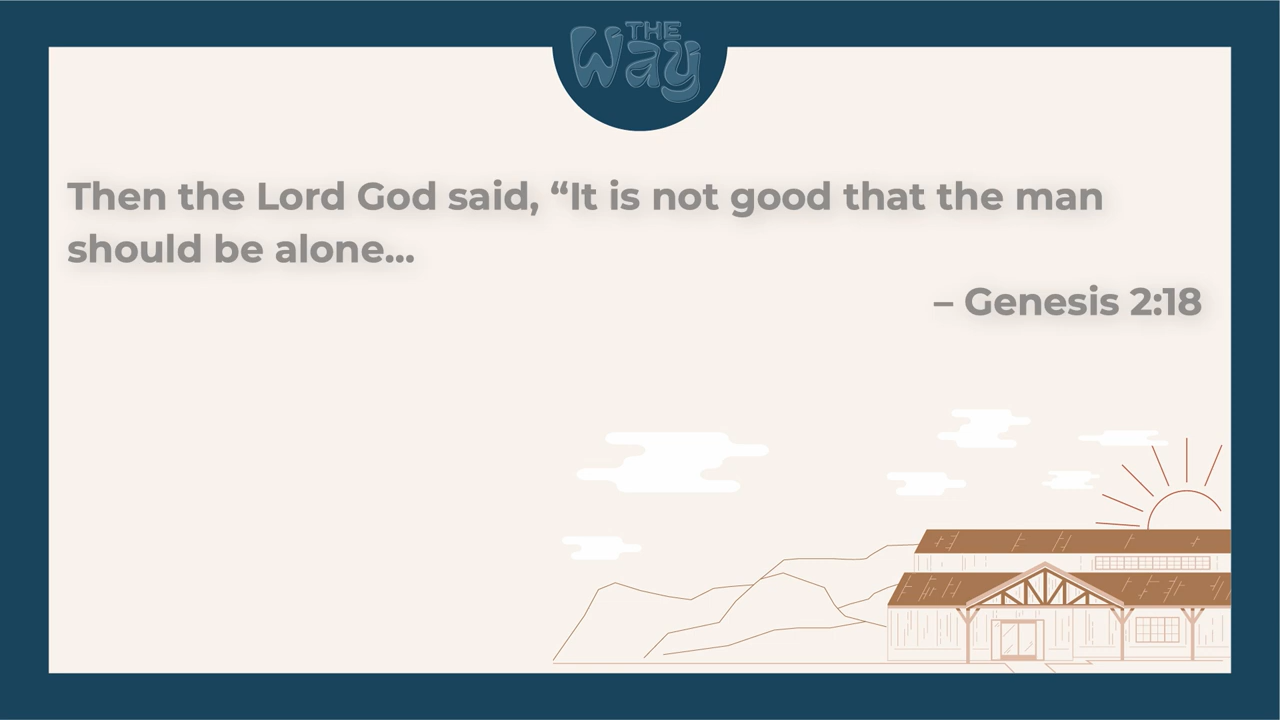 THE
Way
Then the Lord God said, “It is not good that the man
should be alone...
– Genesis 2:18